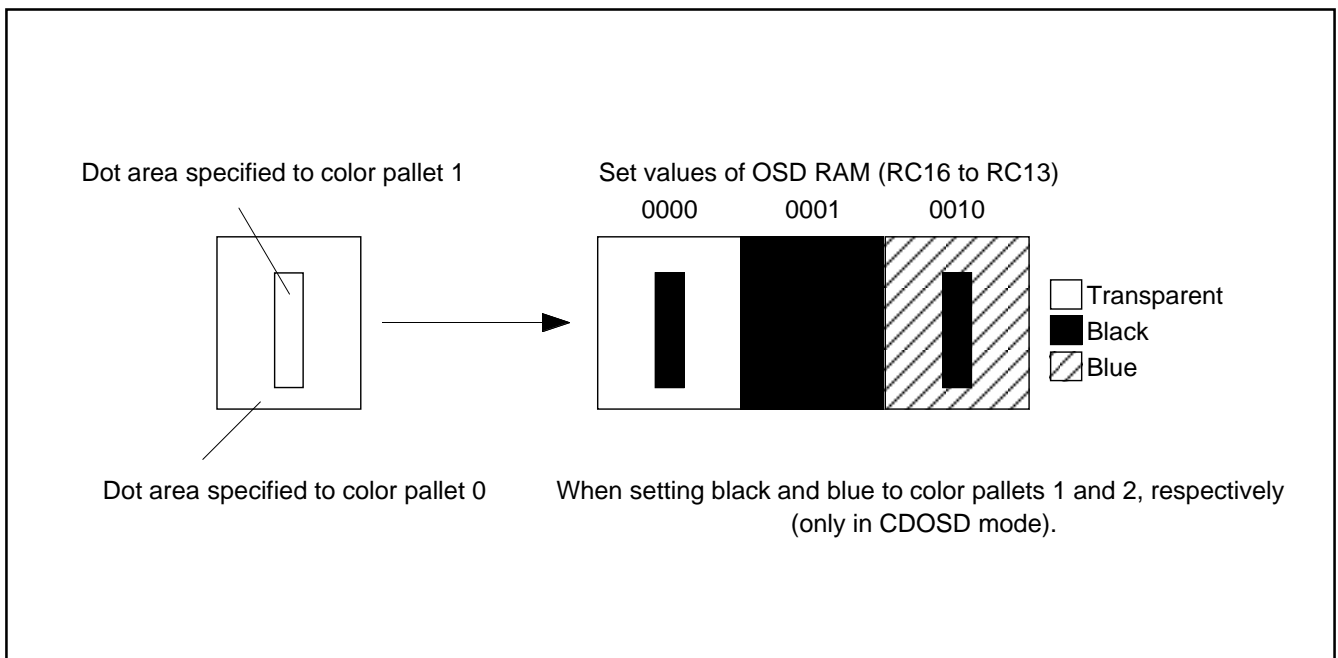 Dot area specified to color pallet 1
Set values of OSD RAM (RC16 to RC13)
0000 0001 0010
Transparent
Black
Blue
Dot area specified to color pallet 0
When setting black and blue to color pallets 1 and 2, respectively
(only in CDOSD mode).